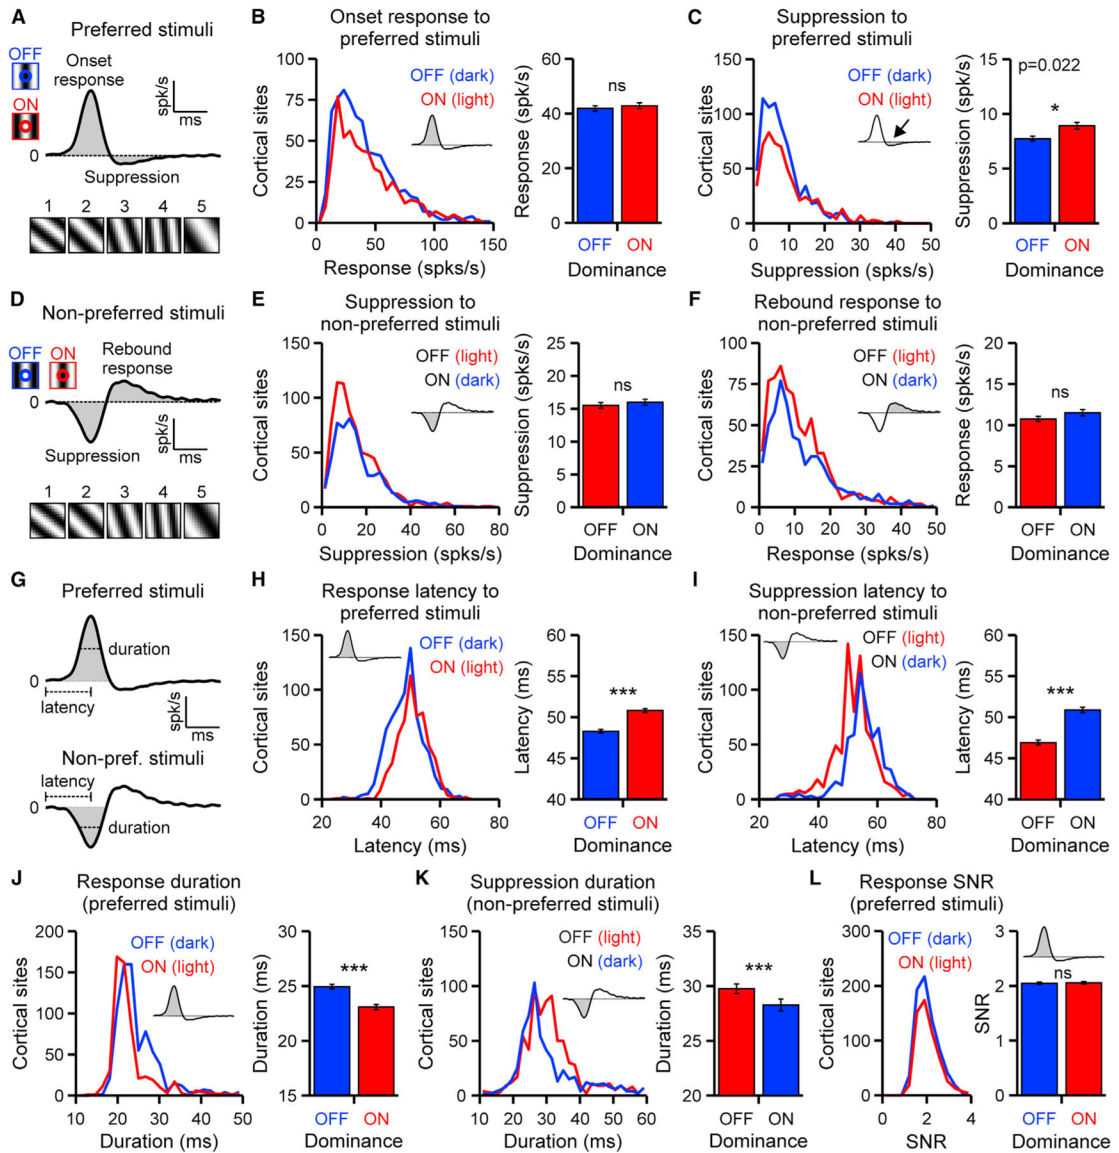 A
Preferred stimuli
OFF
ON
Onset
response
spk/s
ms
0
Suppression
1 2 3 4 5
B
Onset response to
preferred stimuli
Cortical sites
100
75
50
25
0
OFF (dark)
ON (light)
0 50 100 150
Response (spks/s)
Response (spk/s)
60
50
40
30
20
10
0
ns
OFF ON
Dominance
C
Suppression to
preferred stimuli
Cortical sites
150
100
50
0
OFF (dark)
ON (light)
0 10 20 30 40 50
Suppression (spks/s)
Suppression (spk/s)
15
10
5
0
p=0.022
*
OFF ON
Dominance
D
Non-preferred stimuli
OFF ON
Rebound
response
0
Suppression
spk/s
ms
1 2 3 4 5
E
Suppression to
non-preferred stimuli
Cortical sites
150
100
50
0
OFF (light)
ON (dark)
0 20 40 60 80
Suppression (spks/s)
Suppression (spks/s)
25
20
15
10
5
0
ns
OFF ON
Dominance
F
Rebound response to
non-preferred stimuli
Cortical sites
100
75
50
25
0
OFF (light)
ON (dark)
0 10 20 30 40 50
Response (spks/s)
Response (spk/s)
20
15
10
5
0
ns
OFF ON
Dominance
G
Preferred stimuli
duration
0
latency
spk/s
ms
Non-pref. stimuli
latency
0
duration
H
Response latency to
preferred stimuli
Cortical sites
150
100
50
0
OFF (dark)
ON (light)
20 40 60 80
Latency (ms)
Latency (ms)
60
55
50
45
40
***
OFF ON
Dominance
I
Suppression latency to
non-preferred stimuli
Cortical sites
150
100
50
0
OFF (light)
ON (dark)
20 40 60 80
Latency (ms)
Latency (ms)
60
55
50
45
40
***
OFF ON
Dominance
J
Response duration
(preferred stimuli)
Cortical sites
200
150
100
50
0
OFF (dark)
ON (light)
10 20 30 40 50
Duration (ms)
Duration (ms)
30
25
20
15
***
OFF ON
Dominance
K
Suppression duration
(non-preferred stimuli)
Cortical sites
150
100
50
0
OFF (light)
ON (dark)
10 20 30 40 50 60
Duration (ms)
Duration (ms)
35
30
25
20
***
OFF ON
Dominance
L
Response SNR
(preferred stimuli)
Cortical sites
300
200
100
0
OFF (dark)
ON (light)
0 2 4
SNR
SNR
3
2
1
0
ns
OFF ON
Dominance